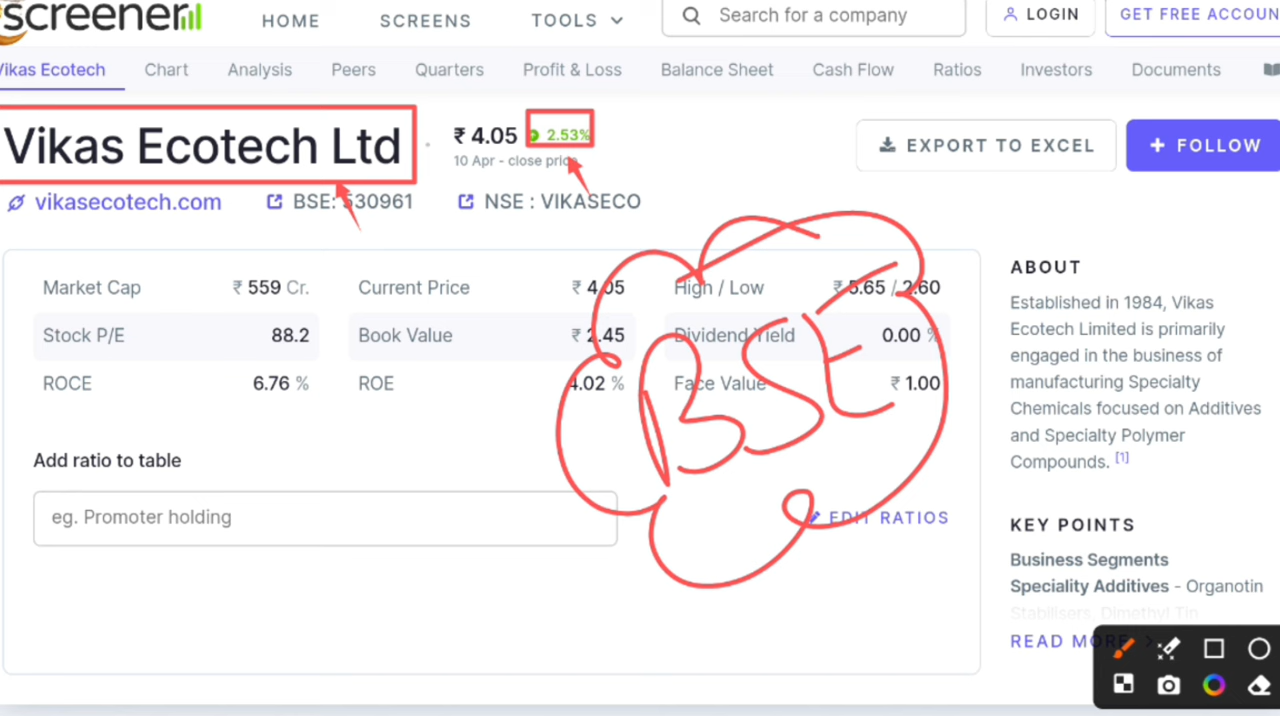 screener
HOME SCREENS TOOLS Search for a company LOGIN GET FREE ACCOUN
Vikas Ecotech Chart Analysis Peers Quarters Profit & Loss Balance Sheet Cash Flow Ratios Investors Documents
Vikas Ecotech Ltd
₹ 4.05 2.53%
10 Apr - close price
EXPORT TO EXCEL
+ FOLLOW
vikasecotech.com BSE: 530961 NSE : VIKASECO
Market Cap ₹ 559 Cr. Current Price ₹ 4.05 High / Low ₹ 5.65 / 2.60
Stock P/E 88.2 Book Value ₹ 2.45 Dividend Yield 0.00 %
ROCE 6.76 % ROE 4.02 % Face Value ₹ 1.00
BSE
Add ratio to table
eg. Promoter holding
EDIT RATIOS
ABOUT
Established in 1984, Vikas
Ecotech Limited is primarily
engaged in the business of
manufacturing Specialty
Chemicals focused on Additives
and Specialty Polymer
Compounds. [1]
KEY POINTS
Business Segments
Speciality Additives - Organotin
Stabilisers, Dimethyl Tin
READ MORE